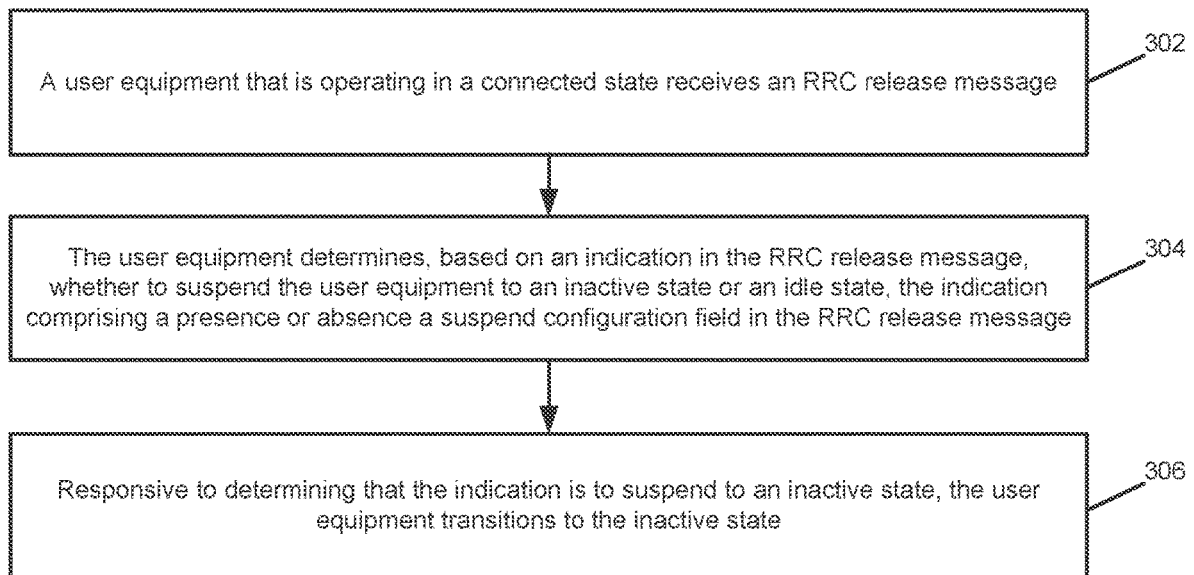 302
A user equipment that is operating in a connected state receives an RRC release message
304
The user equipment determines, based on an indication in the RRC release message,
whether to suspend the user equipment to an inactive state or an idle state, the indication
comprising a presence or absence a suspend configuration field in the RRC release message
306
Responsive to determining that the indication is to suspend to an inactive state, the user
equipment transitions to the inactive state